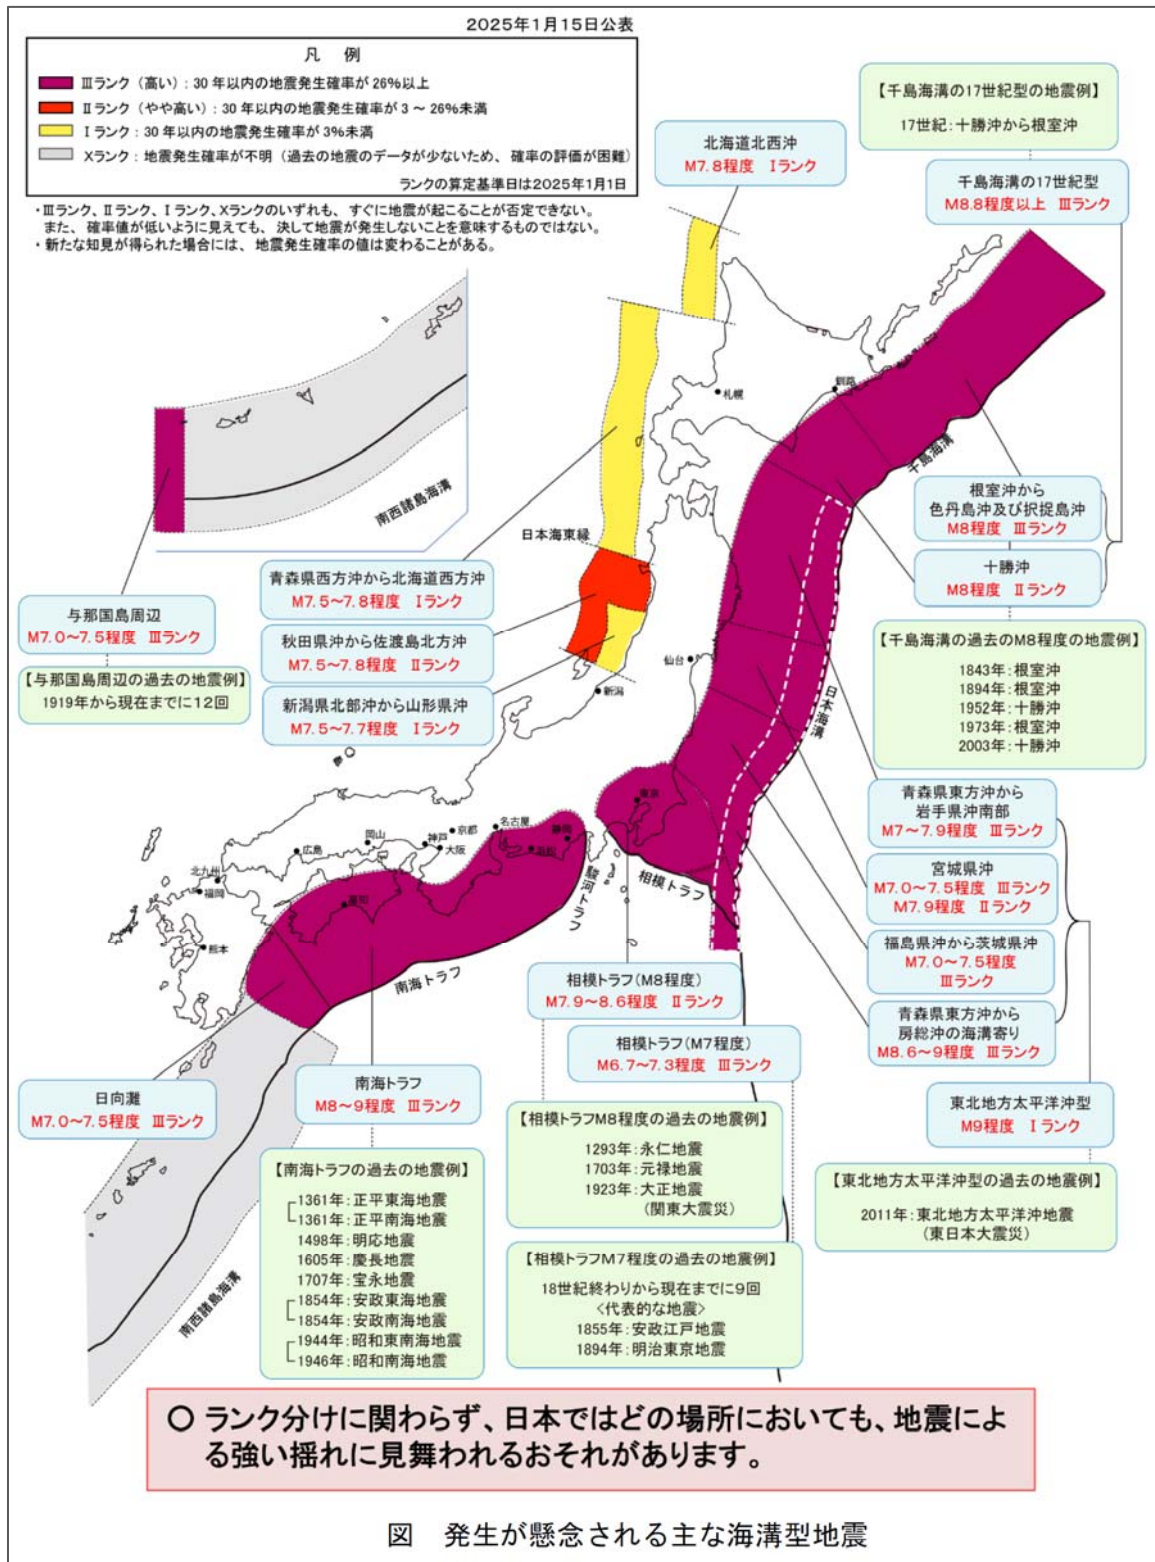 2025年1月15日公表
凡 例
Ⅲランク（高い）：30年以内の地震発生確率が26%以上
Ⅱランク（やや高い）：30年以内の地震発生確率が3～26%未満
Ⅰランク：30年以内の地震発生確率が3%未満
Xランク：地震発生確率が不明（過去の地震のデータが少ないため、確率の評価が困難）
ランクの算定基準日は2025年1月1日
・Ⅲランク、Ⅱランク、Ⅰランク、Xランクのいずれも、すぐに地震が起こることが否定できない。
また、確率値が低いように見えても、決して地震が発生しないことを意味するものではない。
・新たな知見が得られた場合には、地震発生確率の値は変わることがある。
北海道北西沖
M7.8程度 Ⅰランク
【千島海溝の17世紀型の地震例】
17世紀：十勝沖から根室沖
千島海溝の17世紀型
M8.8程度以上 Ⅲランク
札幌
釧路
千島海溝
南西諸島海溝
日本海東縁
根室沖から
色丹島沖及び択捉島沖
M8程度 Ⅲランク
十勝沖
M8程度 Ⅱランク
青森県西方沖から北海道西方沖
M7.5～7.8程度 Ⅰランク
与那国島周辺
M7.0～7.5程度 Ⅲランク
秋田県沖から佐渡島北方沖
M7.5～7.8程度 Ⅱランク
【与那国島周辺の過去の地震例】
1919年から現在までに12回
新潟県北部沖から山形県沖
M7.5～7.7程度 Ⅰランク
仙台
新潟
日本海溝
【千島海溝の過去のM8程度の地震例】
1843年：根室沖
1894年：根室沖
1952年：十勝沖
1973年：根室沖
2003年：十勝沖
青森県東方沖から
岩手県沖南部
M7～7.9程度 Ⅲランク
宮城県沖
M7.0～7.5程度 Ⅲランク
M7.9程度 Ⅱランク
福島県沖から茨城県沖
M7.0～7.5程度
Ⅲランク
青森県東方沖から
房総沖の海溝寄り
M8.6～9程度 Ⅲランク
東京
名古屋
静岡
浜松
京都
神戸
大阪
岡山
広島
高知
北九州
福岡
熊本
駿河トラフ
相模トラフ
南海トラフ
相模トラフ(M8程度)
M7.9～8.6程度 Ⅱランク
相模トラフ(M7程度)
M6.7～7.3程度 Ⅲランク
日向灘
M7.0～7.5程度 Ⅲランク
南海トラフ
M8～9程度 Ⅲランク
東北地方太平洋沖型
M9程度 Ⅰランク
【相模トラフM8程度の過去の地震例】
1293年：永仁地震
1703年：元禄地震
1923年：大正地震
（関東大震災）
【南海トラフの過去の地震例】
1361年：正平東海地震
1361年：正平南海地震
1498年：明応地震
1605年：慶長地震
1707年：宝永地震
1854年：安政東海地震
1854年：安政南海地震
1944年：昭和東南海地震
1946年：昭和南海地震
【東北地方太平洋沖型の過去の地震例】
2011年：東北地方太平洋沖地震
（東日本大震災）
【相模トラフM7程度の過去の地震例】
18世紀終わりから現在までに9回
<代表的な地震>
1855年：安政江戸地震
1894年：明治東京地震
南西諸島海溝
○ ランク分けに関わらず、日本ではどの場所においても、地震によ
る強い揺れに見舞われるおそれがあります。
図 発生が懸念される主な海溝型地震